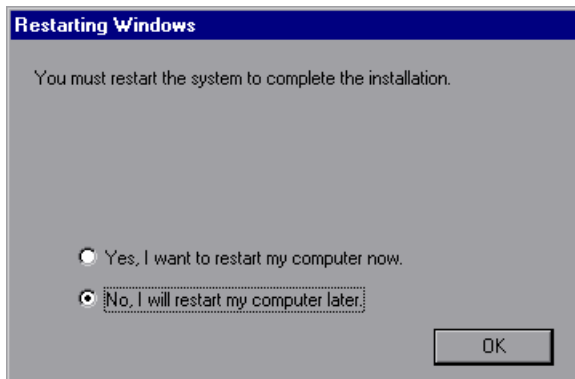 Restarting Windows
You must restart the system to complete the installation.
Yes, I want to restart my computer now.
No, I will restart my computer later.
OK